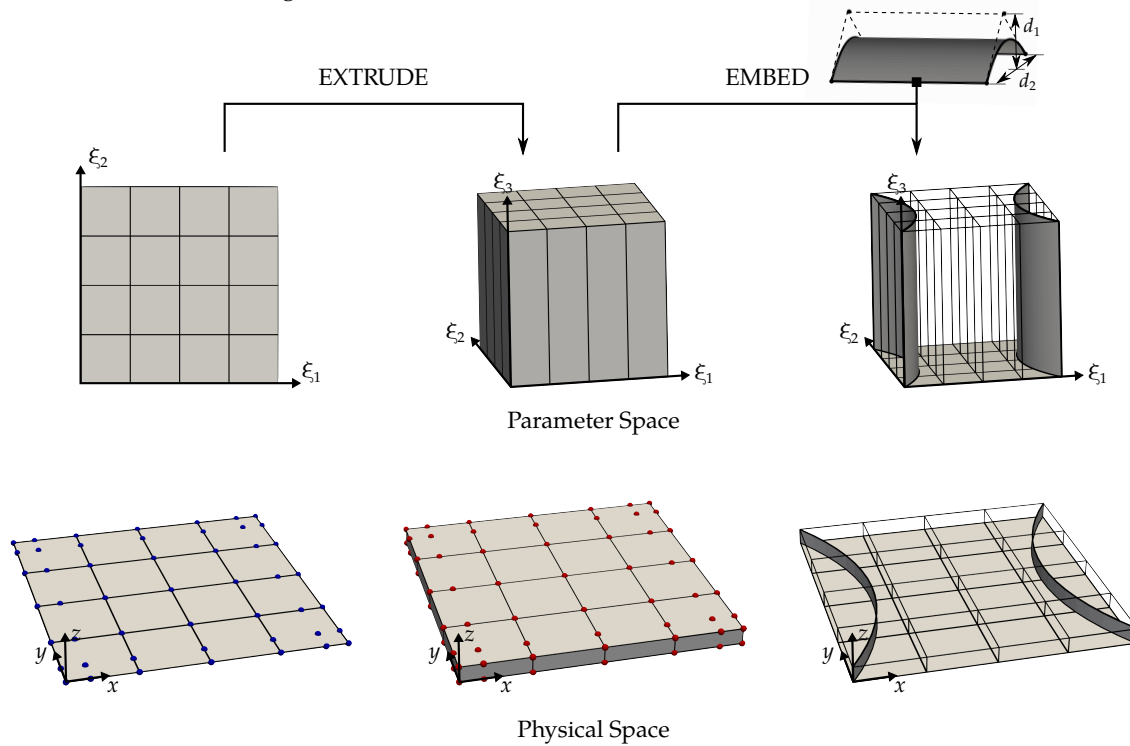 d₁
EXTRUDE
EMBED
d₂
ξ₂
ξ₃
ξ₃
ξ₂
ξ₂
ξ₁
ξ₁
ξ₁
Parameter Space
z
z
z
y
y
y
x
x
x
Physical Space